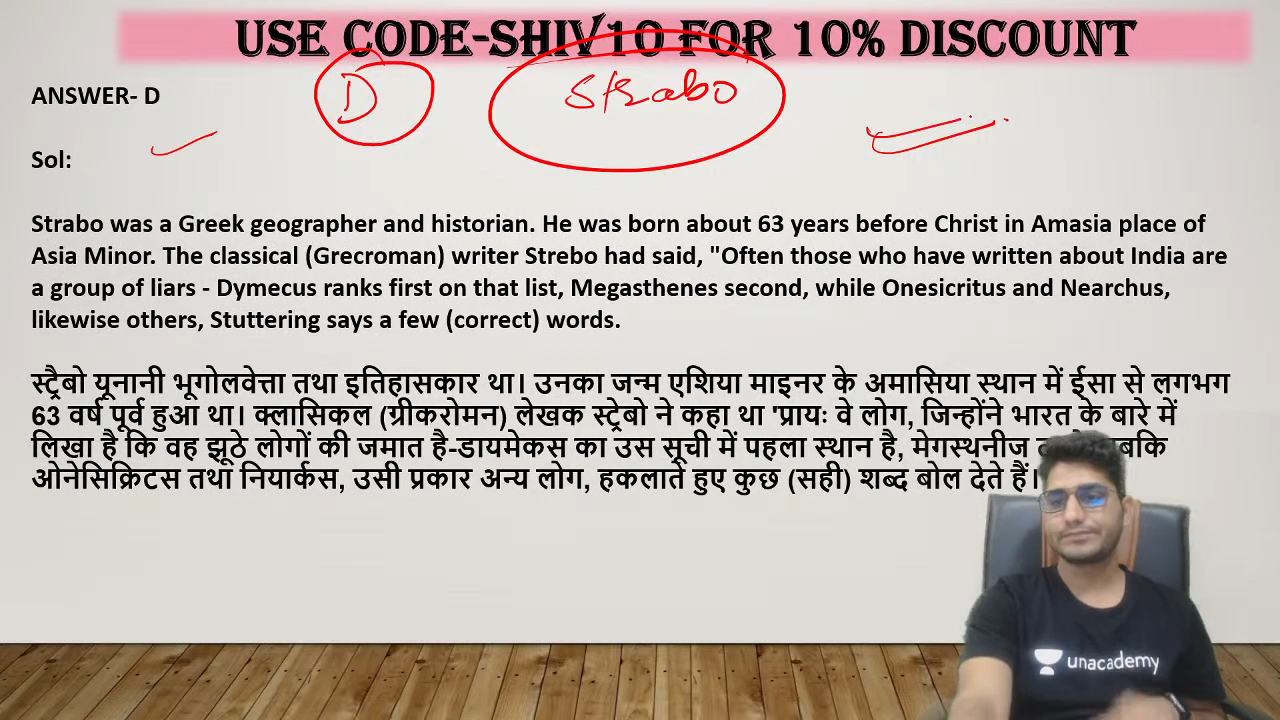 USE CODE-SHIV10 FOR 10% DISCOUNT
ANSWER- D
D
Strabo
Sol:
Strabo was a Greek geographer and historian. He was born about 63 years before Christ in Amasia place of
Asia Minor. The classical (Grecroman) writer Strebo had said, "Often those who have written about India are
a group of liars - Dymecus ranks first on that list, Megasthenes second, while Onesicritus and Nearchus,
likewise others, Stuttering says a few (correct) words.
स्ट्रैबो यूनानी भूगोलवेत्ता तथा इतिहासकार था। उनका जन्म एशिया माइनर के अमासिया स्थान में ईसा से लगभग
63 वर्ष पूर्व हुआ था। क्लासिकल (ग्रीकरोमन) लेखक स्ट्रेबो ने कहा था 'प्रायः वे लोग, जिन्होंने भारत के बारे में
लिखा है कि वह झूठे लोगों की जमात है-डायमेकस का उस सूची में पहला स्थान है, मेगस्थनीज
ओनेसिक्रिटस तथा नियार्कस, उसी प्रकार अन्य लोग, हकलाते हुए कुछ (सही) शब्द बोल देते हैं।
unacademy